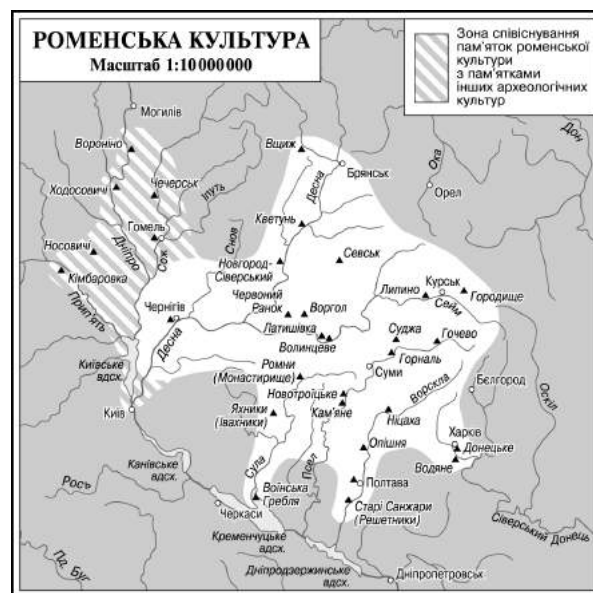 РОМЕНСЬКА КУЛЬТУРА
Масштаб 1:10000000
Зона співіснування
пам'яток роменської
культури
з пам'ятками
інших археологічних
культур
Могилів
Вороніно
Вщиж
Брянськ
Ока
Дон
Орел
Ходосовичі
Чечерськ
Іпуть
Десна
Кветунь
Гомель
Сож
Дніпро
Снов
Носовичі
Кімбаровка
Прип'ять
Новгород-
Сіверський
Севськ
Червоний
Ранок
Воргол
Липино
Курськ
Сейм
Городище
Чернігів
Десна
Латишівка
Волинцеве
Суджа
Гочево
Горналь
Суми
Київське
вдсх.
Київ
Ромни
(Монастирище)
Новотроїцьке
Кам'яне
Ворскла
Бєлгород
Оскіл
Яхники
(Івахники)
Ніцаха
Харків
Донецьке
Водяне
Опішня
Сула
Псел
Канівське
вдсх.
Рось
Воїнська
Гребля
Полтава
Черкаси
Старі Санжари
(Решетники)
Сіверський Донець
Кременчуцьке
вдсх.
Пд. Буг
Дніпродзержинське
вдсх.
Дніпропетровськ